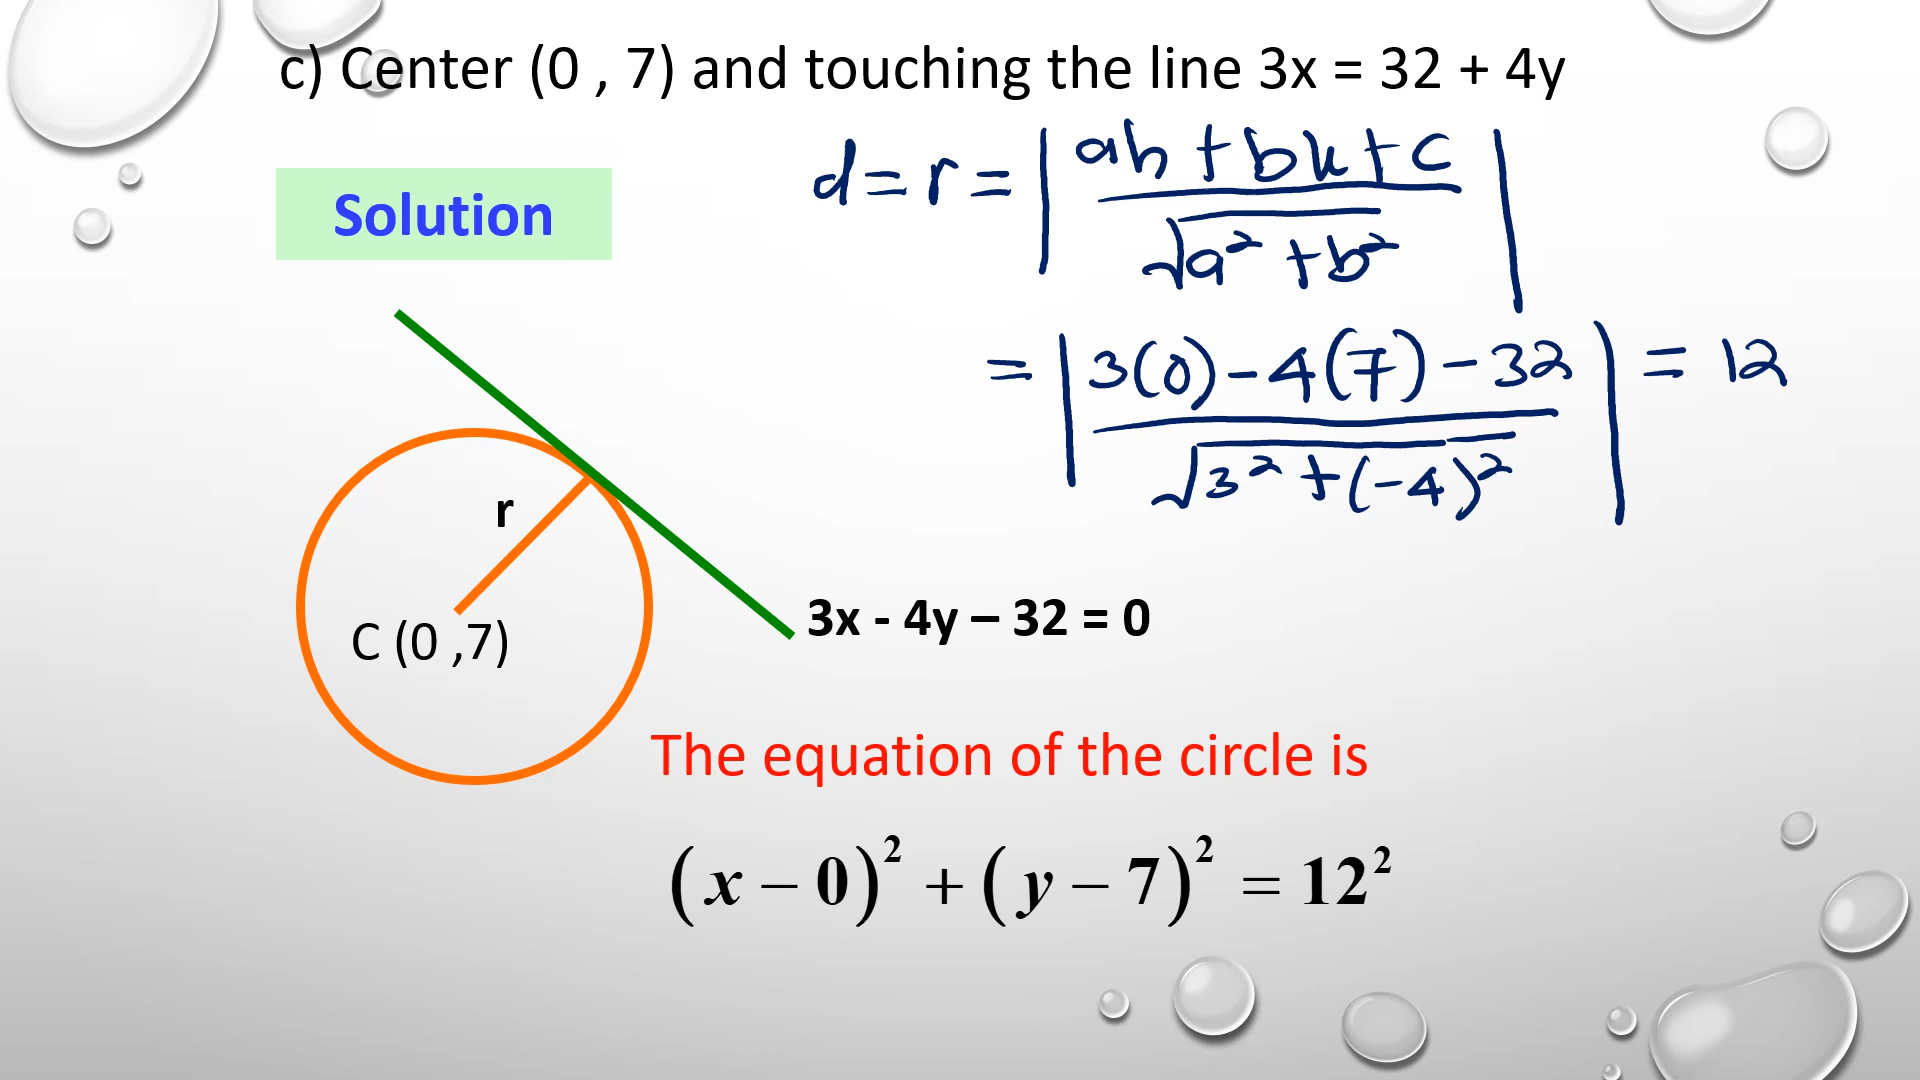 c) Center (0 , 7) and touching the line 3x = 32 + 4y
Solution
d = r = | ah + bk + c / √a² + b² |
= | 3(0) - 4(7) - 32 / √3² + (-4)² | = 12
r
C (0 ,7)
3x - 4y – 32 = 0
The equation of the circle is
(x − 0)² + (y − 7)² = 12²